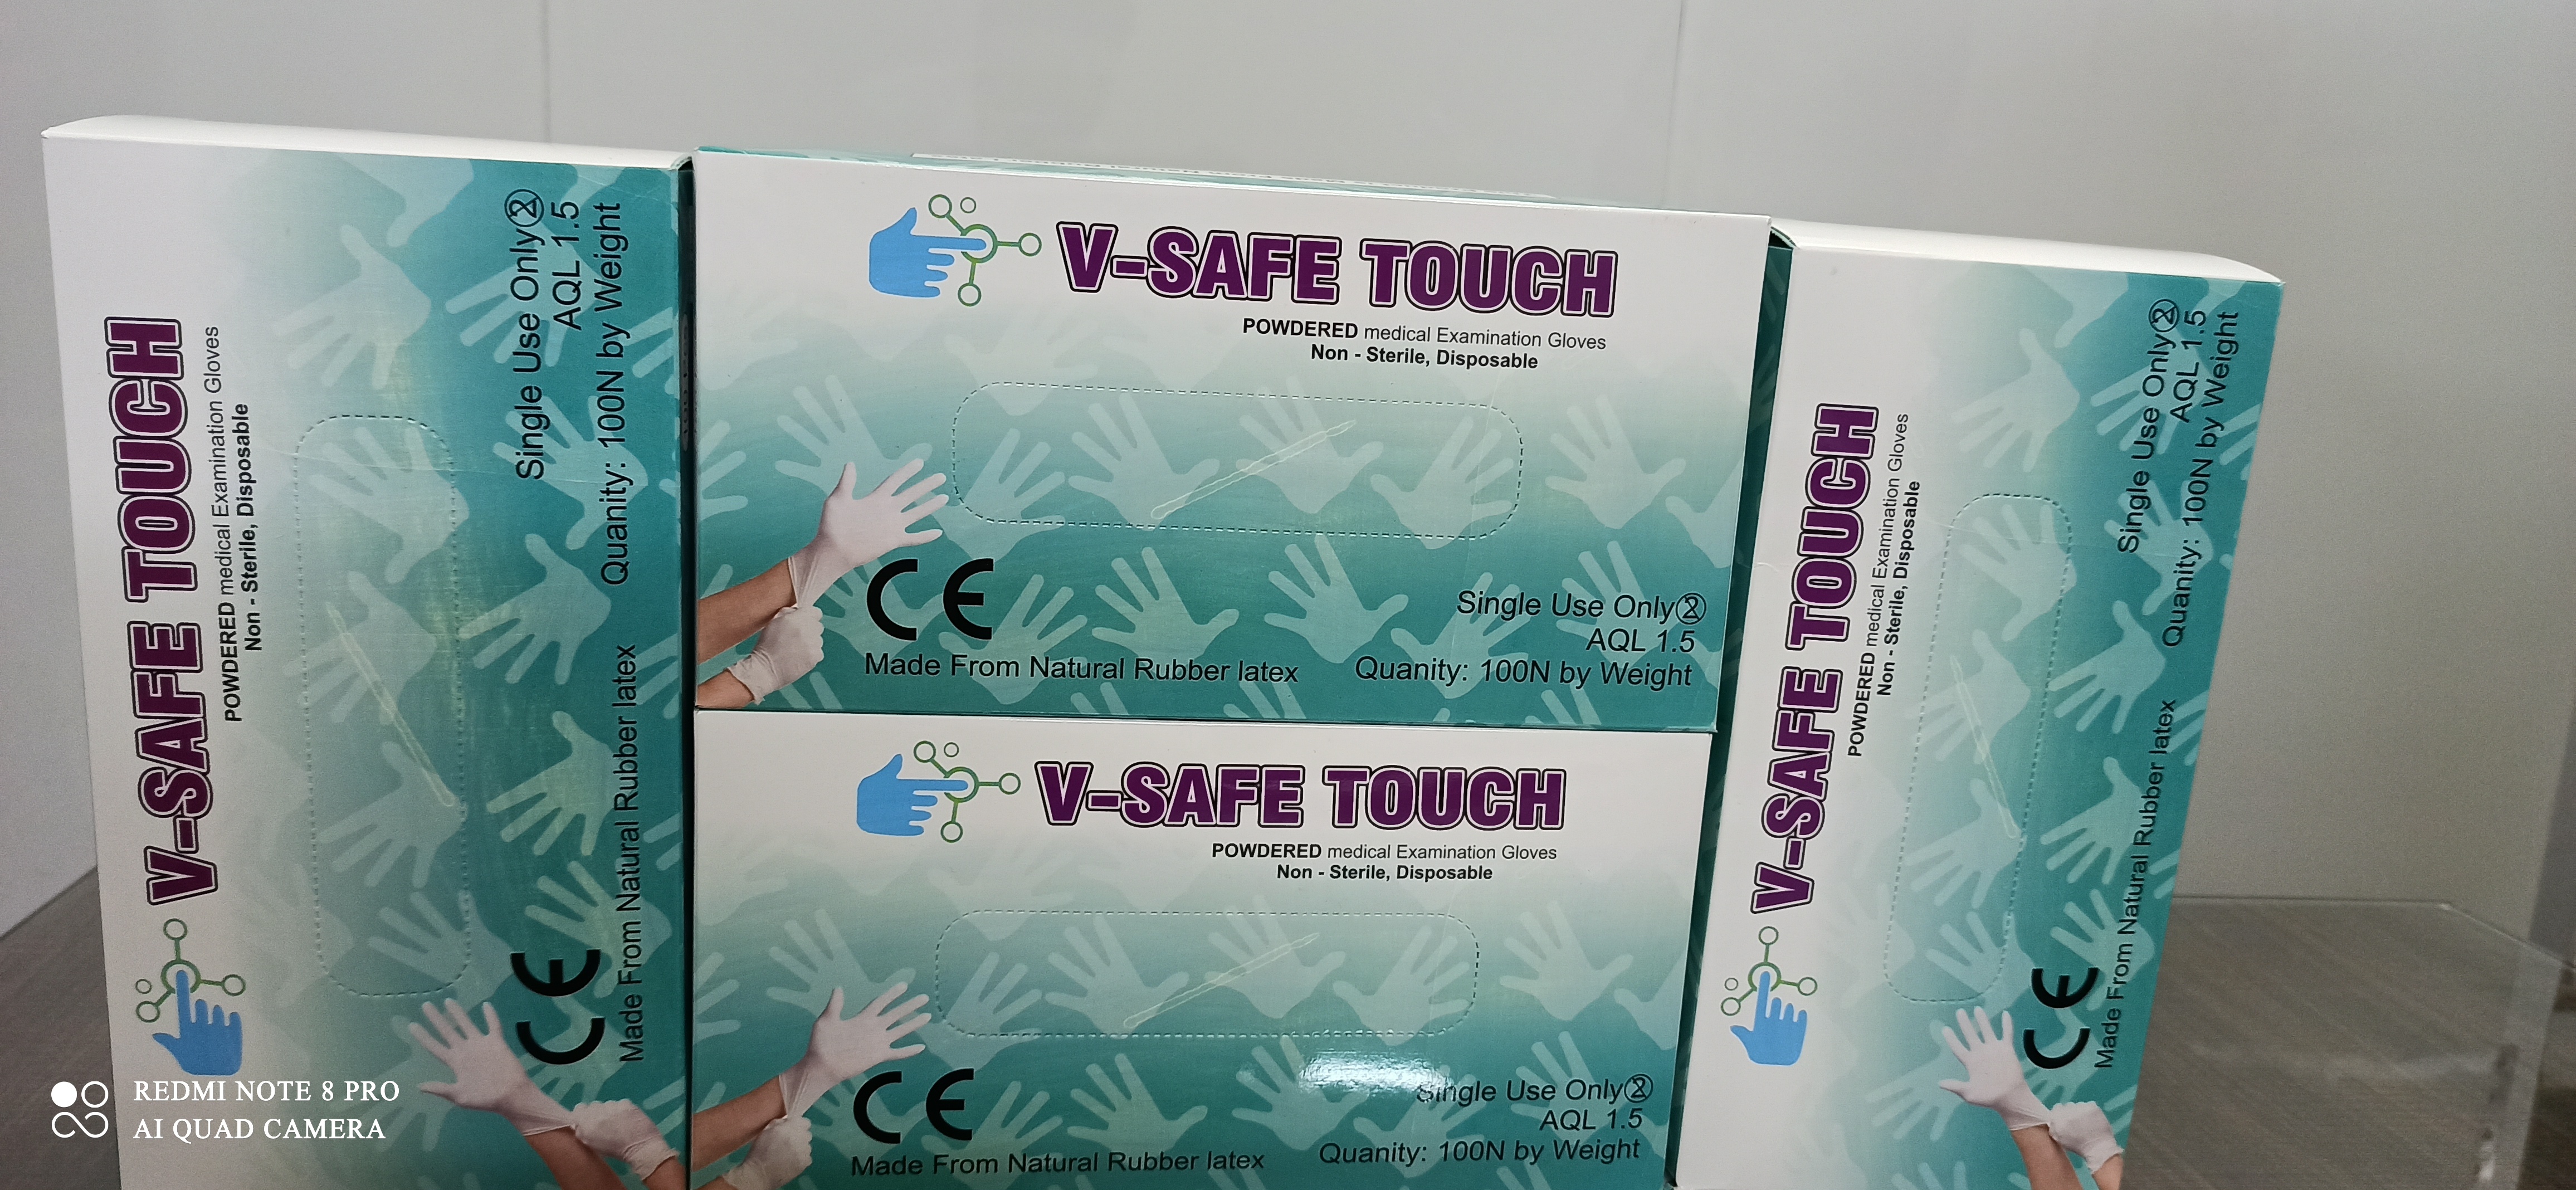 V-SAFE TOUCH
POWDERED medical Examination Gloves
Non - Sterile, Disposable
Single Use Only
AQL 1.5
Quanity: 100N by Weight
CE
Made From Natural Rubber latex
V-SAFE TOUCH
POWDERED medical Examination Gloves
Non - Sterile, Disposable
CE
Single Use Only
AQL 1.5
Made From Natural Rubber latex
Quanity: 100N by Weight
V-SAFE TOUCH
POWDERED medical Examination Gloves
Non - Sterile, Disposable
CE
Single Use Only
AQL 1.5
Made From Natural Rubber latex
Quanity: 100N by Weight
V-SAFE TOUCH
POWDERED medical Examination Gloves
Non - Sterile, Disposable
Single Use Only
AQL 1.5
Quanity: 100N by Weight
CE
Made From Natural Rubber latex
REDMI NOTE 8 PRO
AI QUAD CAMERA